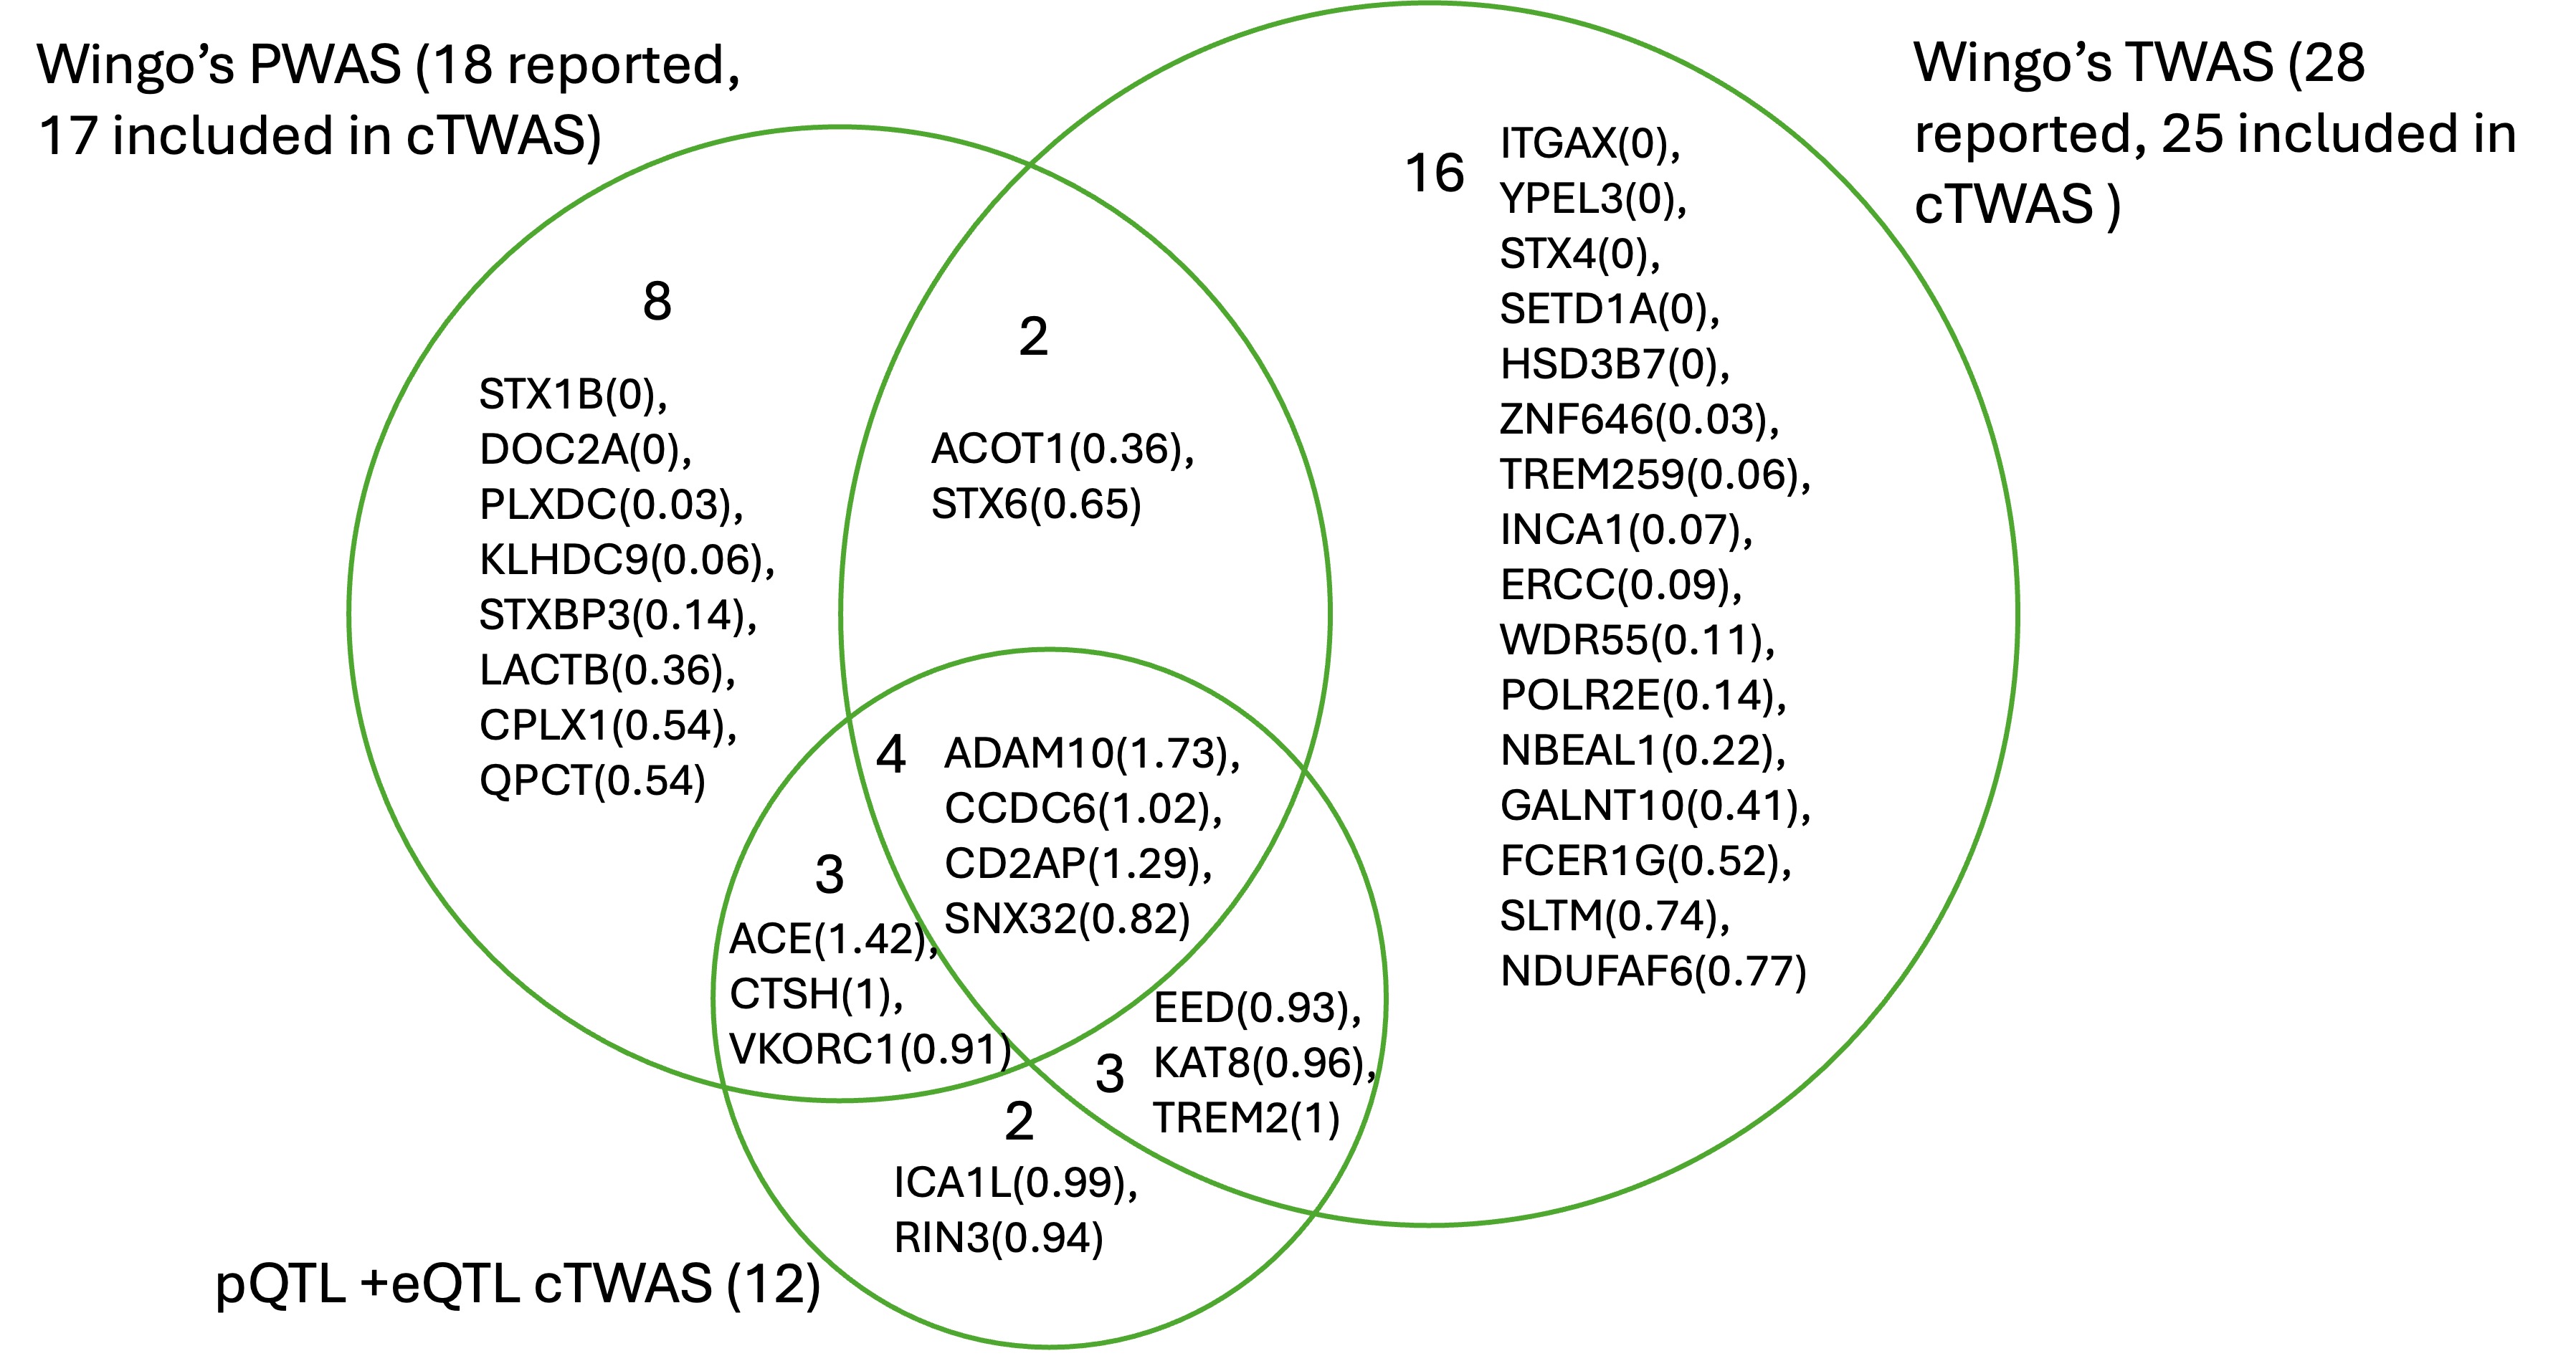 Wingo’s PWAS (18 reported,
17 included in cTWAS)
Wingo’s TWAS (28
reported, 25 included in
cTWAS )
8
STX1B(0),
DOC2A(0),
PLXDC(0.03),
KLHDC9(0.06),
STXBP3(0.14),
LACTB(0.36),
CPLX1(0.54),
QPCT(0.54)
2
ACOT1(0.36),
STX6(0.65)
16
ITGAX(0),
YPEL3(0),
STX4(0),
SETD1A(0),
HSD3B7(0),
ZNF646(0.03),
TREM259(0.06),
INCA1(0.07),
ERCC(0.09),
WDR55(0.11),
POLR2E(0.14),
NBEAL1(0.22),
GALNT10(0.41),
FCER1G(0.52),
SLTM(0.74),
NDUFAF6(0.77)
4
ADAM10(1.73),
CCDC6(1.02),
CD2AP(1.29),
SNX32(0.82)
3
ACE(1.42),
CTSH(1),
VKORC1(0.91)
3
EED(0.93),
KAT8(0.96),
TREM2(1)
2
ICA1L(0.99),
RIN3(0.94)
pQTL +eQTL cTWAS (12)